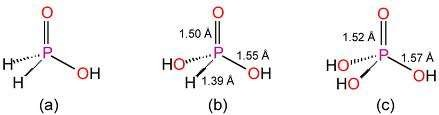 O
H P OH
H
(a)
O
1.50 Å
P 1.55 Å
HO OH
H 1.39 Å
(b)
O
1.52 Å
P 1.57 Å
HO OH
HO
(c)